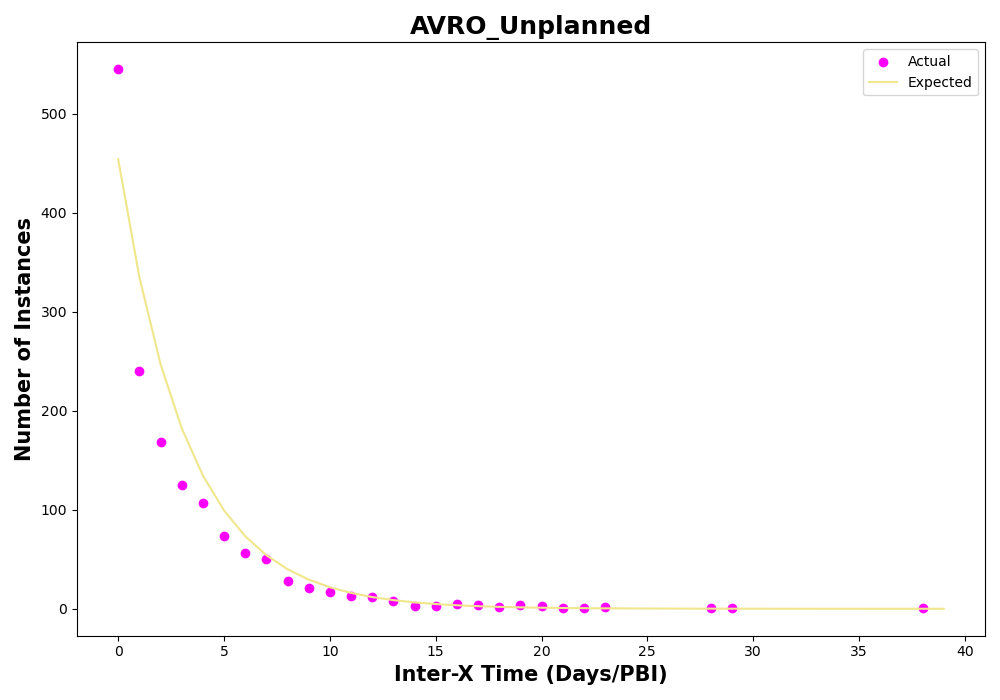 AVRO_Unplanned
Actual
Expected
Number of Instances
500
400
300
200
100
0
0 5 10 15 20 25 30 35 40
Inter-X Time (Days/PBI)